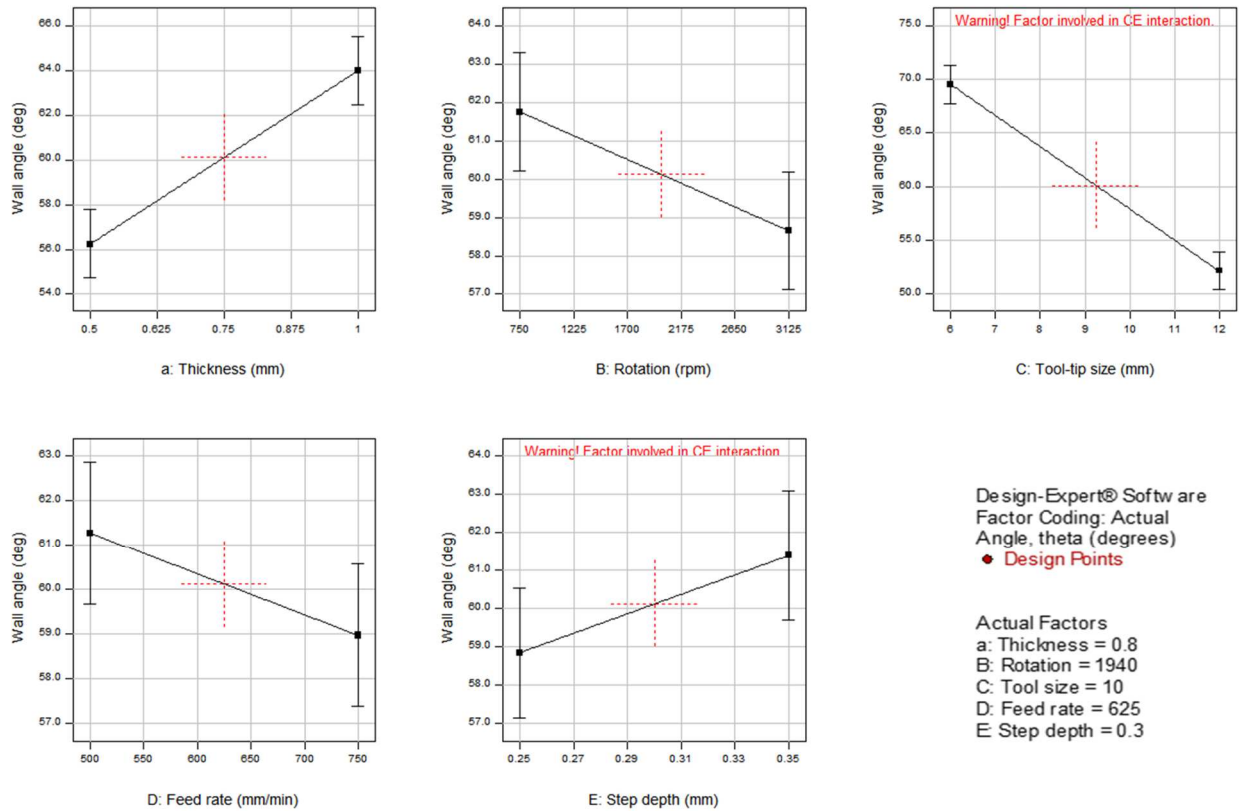 66.0
64.0
62.0
60.0
58.0
56.0
54.0
Wall angle (deg)
0.5 0.625 0.75 0.875 1
a: Thickness (mm)
64.0
63.0
62.0
61.0
60.0
59.0
58.0
57.0
Wall angle (deg)
750 1225 1700 2175 2650 3125
B: Rotation (rpm)
Warning! Factor involved in CE interaction.
75.0
70.0
65.0
60.0
55.0
50.0
Wall angle (deg)
6 7 8 9 10 11 12
C: Tool-tip size (mm)
63.0
62.0
61.0
60.0
59.0
58.0
57.0
Wall angle (deg)
500 550 600 650 700 750
D: Feed rate (mm/min)
Warning! Factor involved in CE interaction
64.0
63.0
62.0
61.0
60.0
59.0
58.0
57.0
Wall angle (deg)
0.25 0.27 0.29 0.31 0.33 0.35
E: Step depth (mm)
Design-Expert® Software
Factor Coding: Actual
Angle, theta (degrees)
Design Points
Actual Factors
a: Thickness = 0.8
B: Rotation = 1940
C: Tool size = 10
D: Feed rate = 625
E: Step depth = 0.3